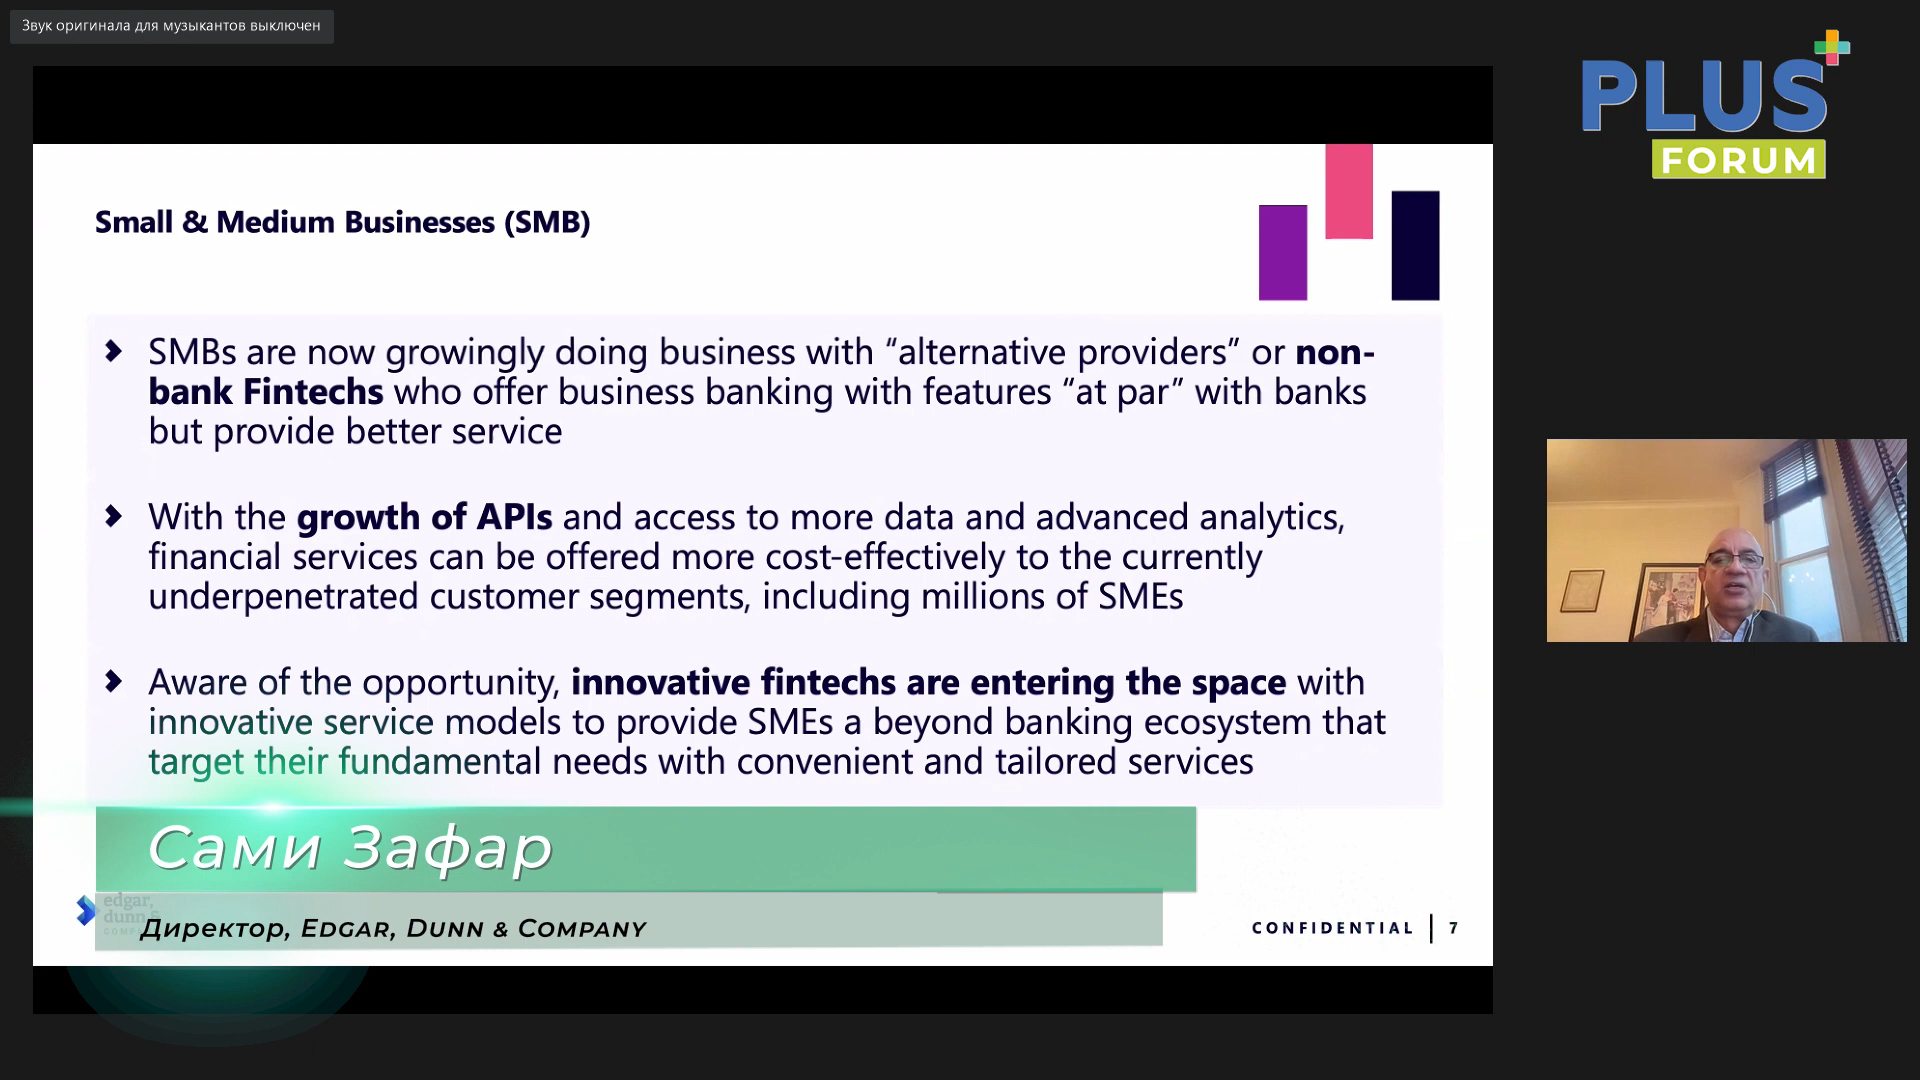 Звук оригинала для музыкантов выключен
PLUS
FORUM
Small & Medium Businesses (SMB)
SMBs are now growingly doing business with “alternative providers” or non-
bank Fintechs who offer business banking with features “at par” with banks
but provide better service
With the growth of APIs and access to more data and advanced analytics,
financial services can be offered more cost-effectively to the currently
underpenetrated customer segments, including millions of SMEs
Aware of the opportunity, innovative fintechs are entering the space with
innovative service models to provide SMEs a beyond banking ecosystem that
target their fundamental needs with convenient and tailored services
Сами Зафар
edgar,
dunn &
Директор, Edgar, Dunn & Company
CONFIDENTIAL 7